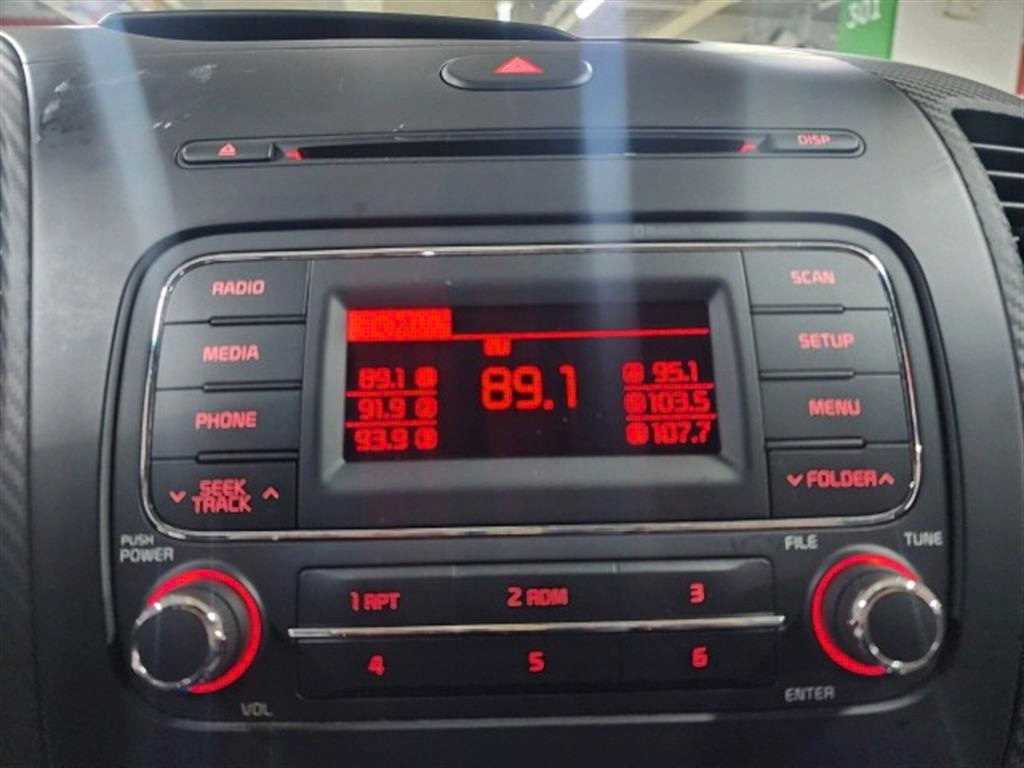 301
DISP
RADIO
SCAN
MEDIA
SETUP
PHONE
MENU
SEEK
TRACK
FOLDER
89.1
89.1
95.1
91.9
103.5
93.9
107.7
PUSH
POWER
FILE
TUNE
1 RPT
2 RDM
3
4
5
6
VOL
ENTER